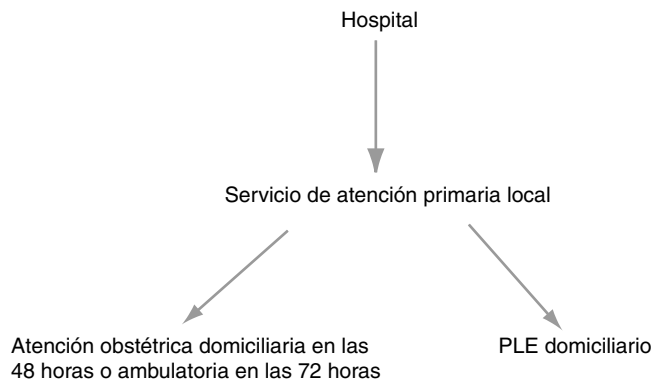 Hospital
Servicio de atención primaria local
Atención obstétrica domiciliaria en las
48 horas o ambulatoria en las 72 horas
PLE domiciliario